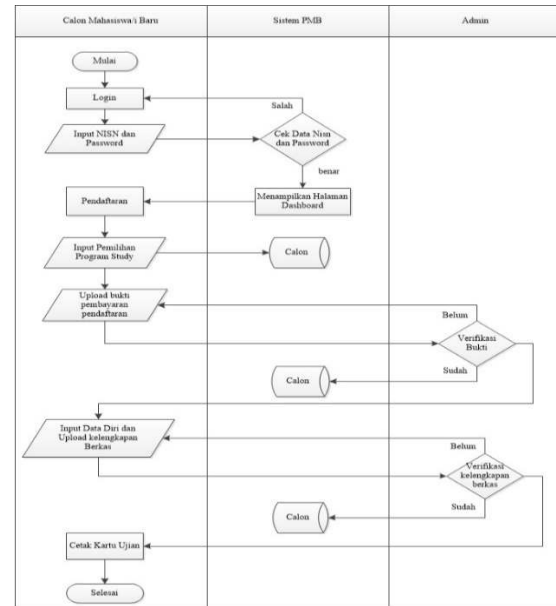 Calon Mahasiswa/i Baru
Sistem PMB
Admin
Mulai
Login
Salah
Input NISN dan
Password
Cek Data Nisn
dan Password
benar
Pendaftaran
Menampilkan Halaman
Dashboard
Input Pemilihan
Program Study
Calon
Upload bukti
pembayaran
pendaftaran
Belum
Verifikasi
Bukti
Sudah
Calon
Input Data Diri dan
Upload kelengkapan
Berkas
Belum
Verifikasi
kelengkapan
berkas
Sudah
Calon
Cetak Kartu Ujian
Selesai